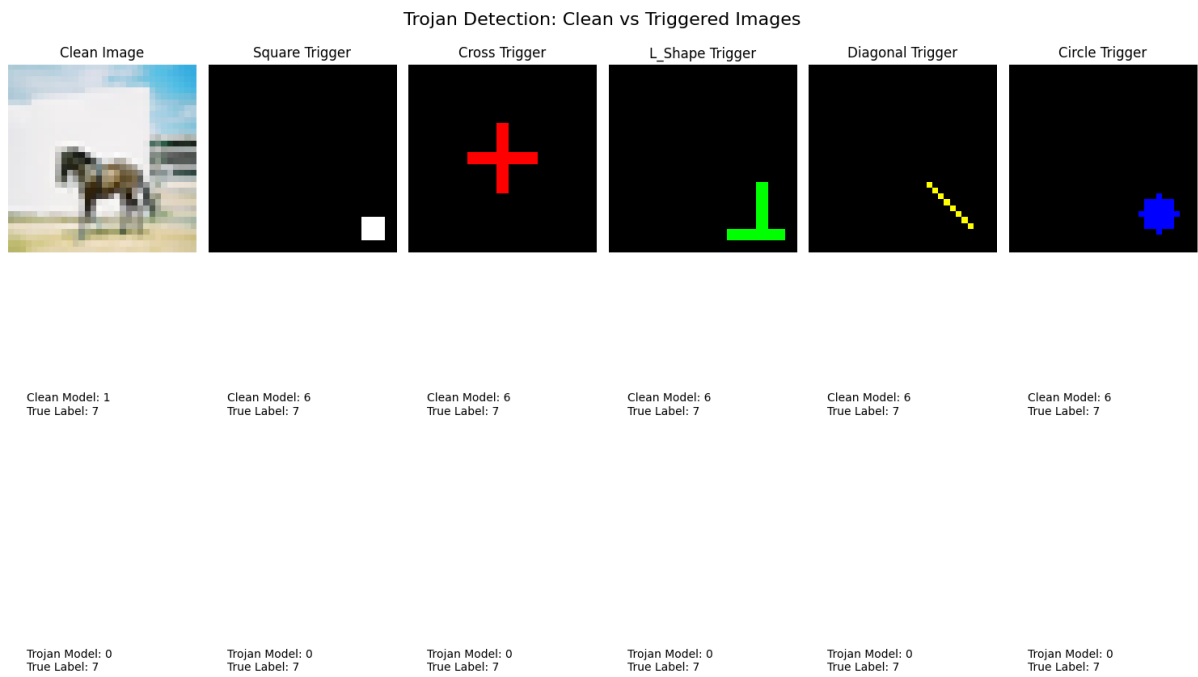 Trojan Detection: Clean vs Triggered Images
Clean Image
Square Trigger
Cross Trigger
L_Shape Trigger
Diagonal Trigger
Circle Trigger
Clean Model: 1
True Label: 7
Clean Model: 6
True Label: 7
Clean Model: 6
True Label: 7
Clean Model: 6
True Label: 7
Clean Model: 6
True Label: 7
Clean Model: 6
True Label: 7
Trojan Model: 0
True Label: 7
Trojan Model: 0
True Label: 7
Trojan Model: 0
True Label: 7
Trojan Model: 0
True Label: 7
Trojan Model: 0
True Label: 7
Trojan Model: 0
True Label: 7